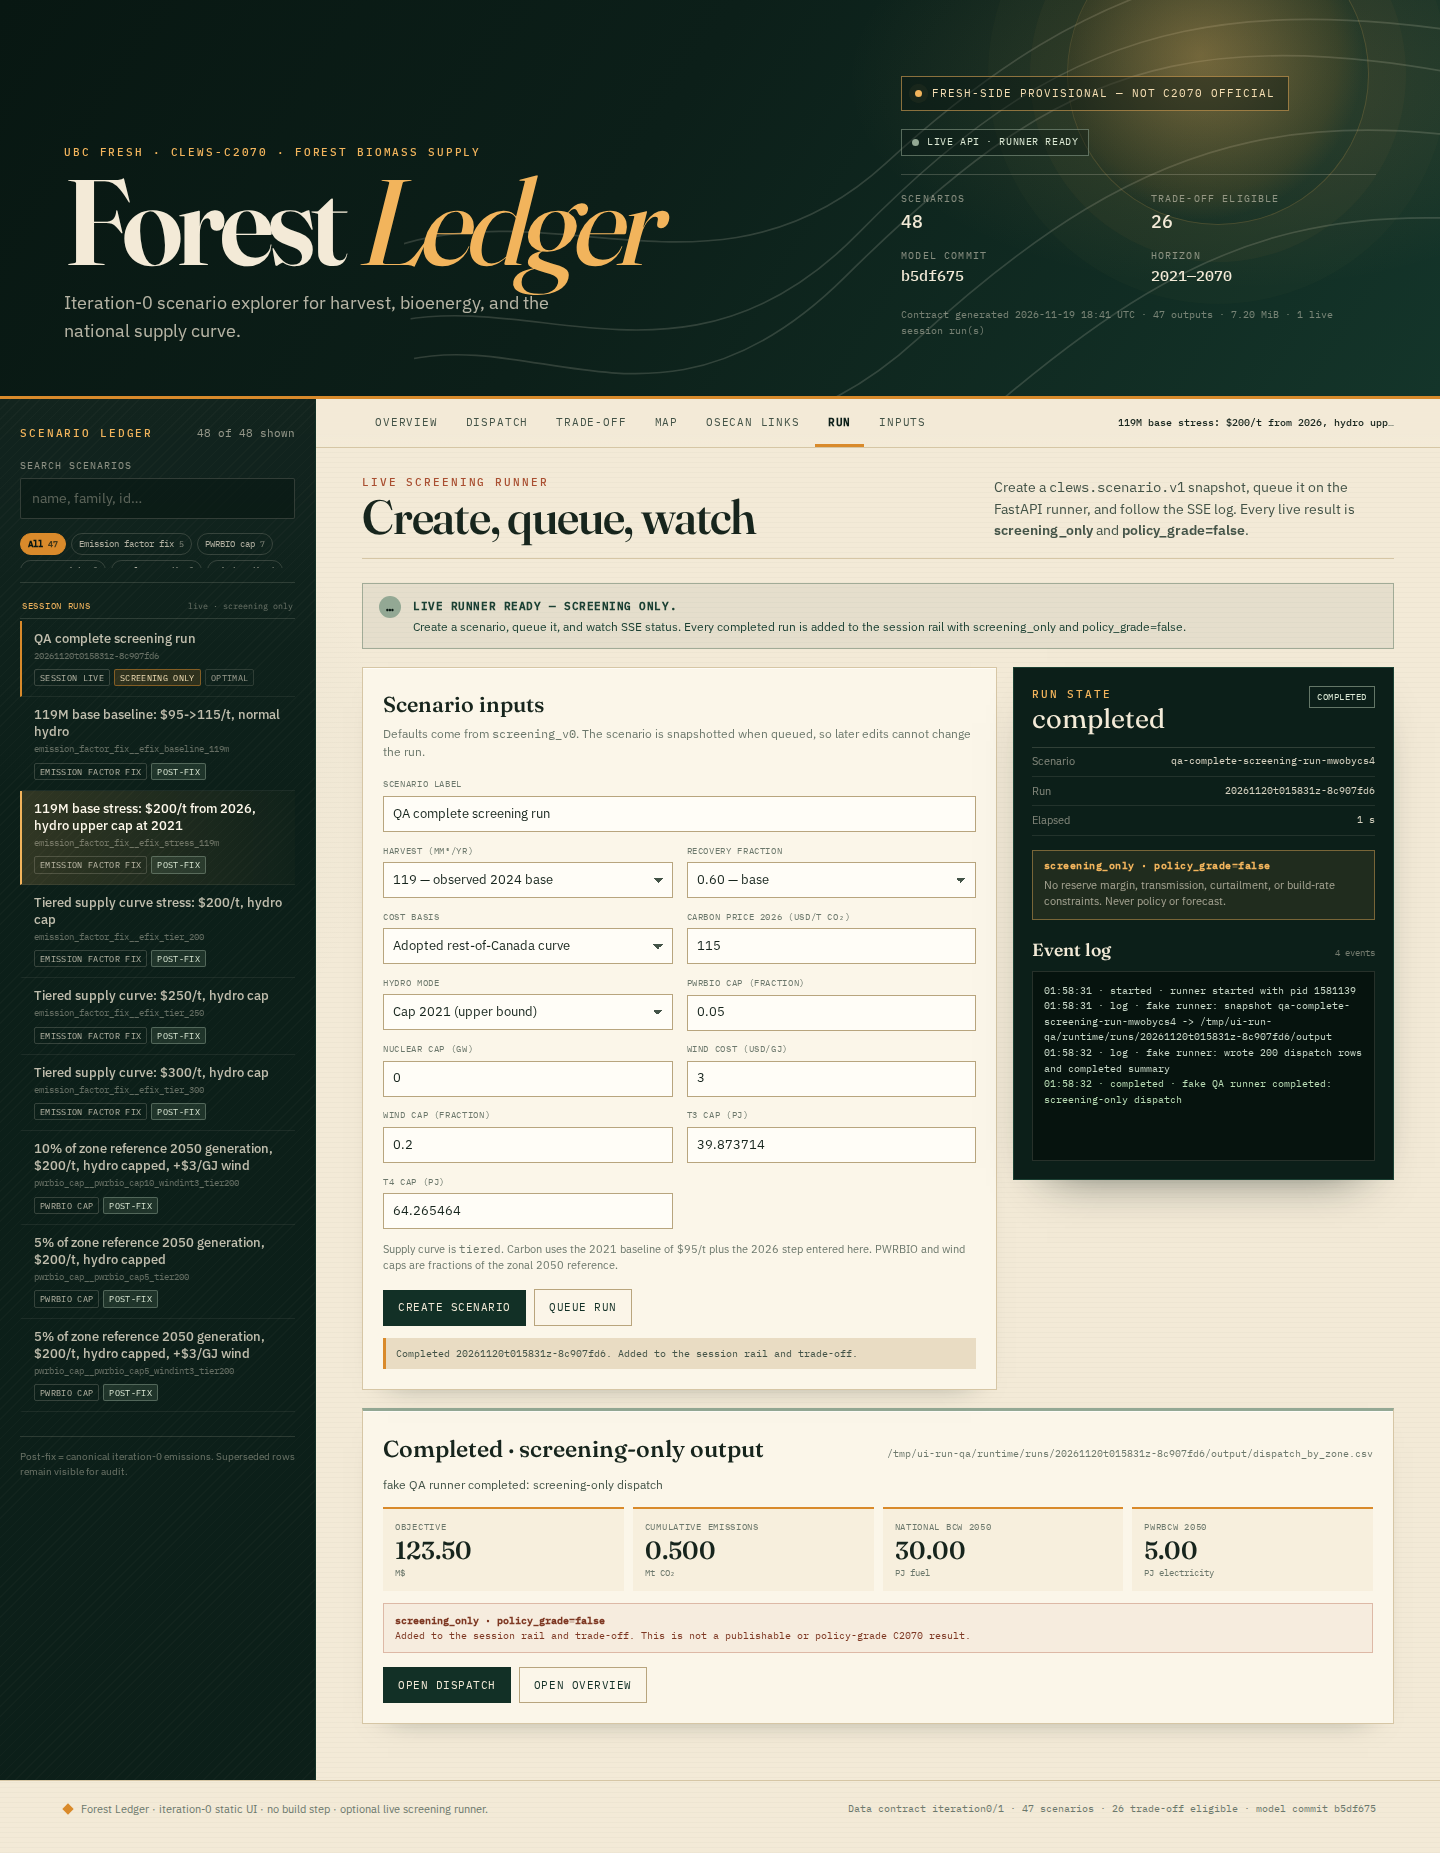 UBC FRESH · CLEWS-C2070 · FOREST BIOMASS SUPPLY
Forest Ledger
Iteration-0 scenario explorer for harvest, bioenergy, and the
national supply curve.
FRESH-SIDE PROVISIONAL — NOT C2070 OFFICIAL
LIVE API · RUNNER READY
SCENARIOS
48
TRADE-OFF ELIGIBLE
26
MODEL COMMIT
b5df675
HORIZON
2021–2070
Contract generated 2026-11-19 18:41 UTC · 47 outputs · 7.20 MiB · 1 live
session run(s)
SCENARIO LEDGER
48 of 48 shown
SEARCH SCENARIOS
name, family, id…
All 47
Emission factor fix 5
PWRBIO cap 7
SESSION RUNS
live · screening only
QA complete screening run
20261120t015831z-8c907fd6
SESSION LIVE
SCREENING ONLY
OPTIMAL
119M base baseline: $95->115/t, normal
hydro
emission_factor_fix__efix_baseline_119m
EMISSION FACTOR FIX
POST-FIX
119M base stress: $200/t from 2026,
hydro upper cap at 2021
emission_factor_fix__efix_stress_119m
EMISSION FACTOR FIX
POST-FIX
Tiered supply curve stress: $200/t, hydro
cap
emission_factor_fix__efix_tier_200
EMISSION FACTOR FIX
POST-FIX
Tiered supply curve: $250/t, hydro cap
emission_factor_fix__efix_tier_250
EMISSION FACTOR FIX
POST-FIX
Tiered supply curve: $300/t, hydro cap
emission_factor_fix__efix_tier_300
EMISSION FACTOR FIX
POST-FIX
10% of zone reference 2050 generation,
$200/t, hydro capped, +$3/GJ wind
pwrbio_cap__pwrbio_cap10_windint3_tier200
PWRBIO CAP
POST-FIX
5% of zone reference 2050 generation,
$200/t, hydro capped
pwrbio_cap__pwrbio_cap5_tier200
PWRBIO CAP
POST-FIX
5% of zone reference 2050 generation,
$200/t, hydro capped, +$3/GJ wind
pwrbio_cap__pwrbio_cap5_windint3_tier200
PWRBIO CAP
POST-FIX
Post-fix = canonical iteration-0 emissions. Superseded rows
remain visible for audit.
OVERVIEW
DISPATCH
TRADE-OFF
MAP
OSECAN LINKS
RUN
INPUTS
119M base stress: $200/t from 2026, hydro upp…
LIVE SCREENING RUNNER
Create, queue, watch
Create a clews.scenario.v1 snapshot, queue it on the
FastAPI runner, and follow the SSE log. Every live result is
screening_only and policy_grade=false.
…
LIVE RUNNER READY — SCREENING ONLY.
Create a scenario, queue it, and watch SSE status. Every completed run is added to the session rail with screening_only and policy_grade=false.
Scenario inputs
Defaults come from screening_v0. The scenario is snapshotted when queued, so later edits cannot change
the run.
SCENARIO LABEL
QA complete screening run
HARVEST (MM³/YR)
119 — observed 2024 base
RECOVERY FRACTION
0.60 — base
COST BASIS
Adopted rest-of-Canada curve
CARBON PRICE 2026 (USD/T CO₂)
115
HYDRO MODE
Cap 2021 (upper bound)
PWRBIO CAP (FRACTION)
0.05
NUCLEAR CAP (GW)
0
WIND COST (USD/GJ)
3
WIND CAP (FRACTION)
0.2
T3 CAP (PJ)
39.873714
T4 CAP (PJ)
64.265464
Supply curve is tiered. Carbon uses the 2021 baseline of $95/t plus the 2026 step entered here. PWRBIO and wind
caps are fractions of the zonal 2050 reference.
CREATE SCENARIO
QUEUE RUN
Completed 20261120t015831z-8c907fd6. Added to the session rail and trade-off.
RUN STATE
completed
COMPLETED
Scenario
qa-complete-screening-run-mwobycs4
Run
20261120t015831z-8c907fd6
Elapsed
1 s
screening_only · policy_grade=false
No reserve margin, transmission, curtailment, or build-rate
constraints. Never policy or forecast.
Event log
4 events
01:58:31 · started · runner started with pid 1581139
01:58:31 · log · fake runner: snapshot qa-complete-
screening-run-mwobycs4 -> /tmp/ui-run-
qa/runtime/runs/20261120t015831z-8c907fd6/output
01:58:32 · log · fake runner: wrote 200 dispatch rows
and completed summary
01:58:32 · completed · fake QA runner completed:
screening-only dispatch
Completed · screening-only output
/tmp/ui-run-qa/runtime/runs/20261120t015831z-8c907fd6/output/dispatch_by_zone.csv
fake QA runner completed: screening-only dispatch
OBJECTIVE
123.50
M$
CUMULATIVE EMISSIONS
0.500
Mt CO₂
NATIONAL BCW 2050
30.00
PJ fuel
PWRBCW 2050
5.00
PJ electricity
screening_only · policy_grade=false
Added to the session rail and trade-off. This is not a publishable or policy-grade C2070 result.
OPEN DISPATCH
OPEN OVERVIEW
Forest Ledger · iteration-0 static UI · no build step · optional live screening runner.
Data contract iteration0/1 · 47 scenarios · 26 trade-off eligible · model commit b5df675